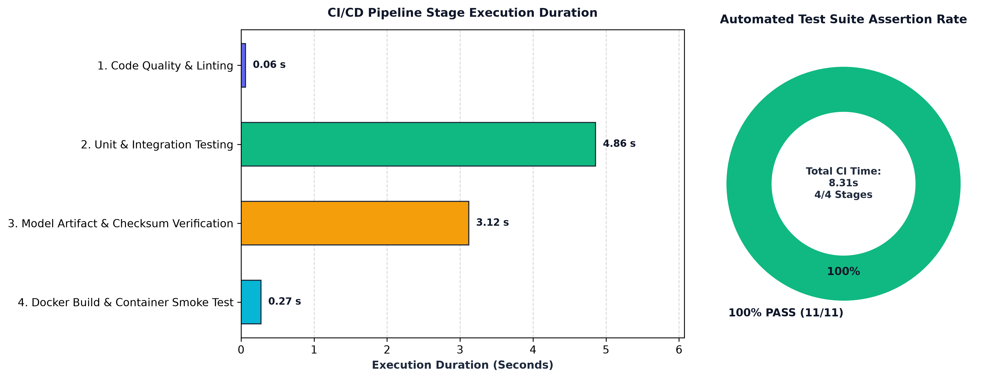 CI/CD Pipeline Stage Execution Duration
1. Code Quality & Linting
0.06 s
2. Unit & Integration Testing
4.86 s
3. Model Artifact & Checksum Verification
3.12 s
4. Docker Build & Container Smoke Test
0.27 s
0 1 2 3 4 5 6
Execution Duration (Seconds)
Automated Test Suite Assertion Rate
Total CI Time:
8.31s
4/4 Stages
100%
100% PASS (11/11)